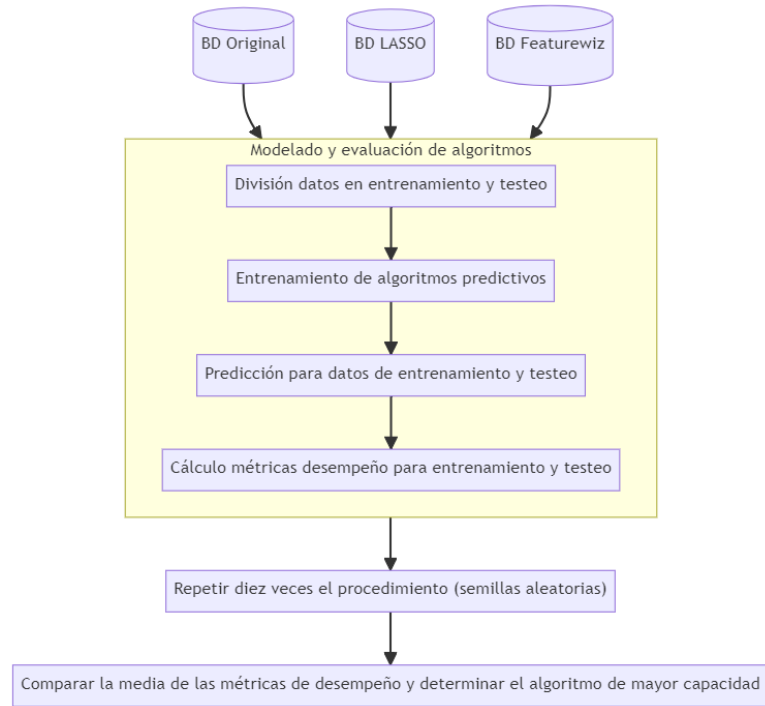 BD Original
BD LASSO
BD Featurewiz
Modelado y evaluación de algoritmos
División datos en entrenamiento y testeo
Entrenamiento de algoritmos predictivos
Predicción para datos de entrenamiento y testeo
Cálculo métricas desempeño para entrenamiento y testeo
Repetir diez veces el procedimiento (semillas aleatorias)
Comparar la media de las métricas de desempeño y determinar el algoritmo de mayor capacidad